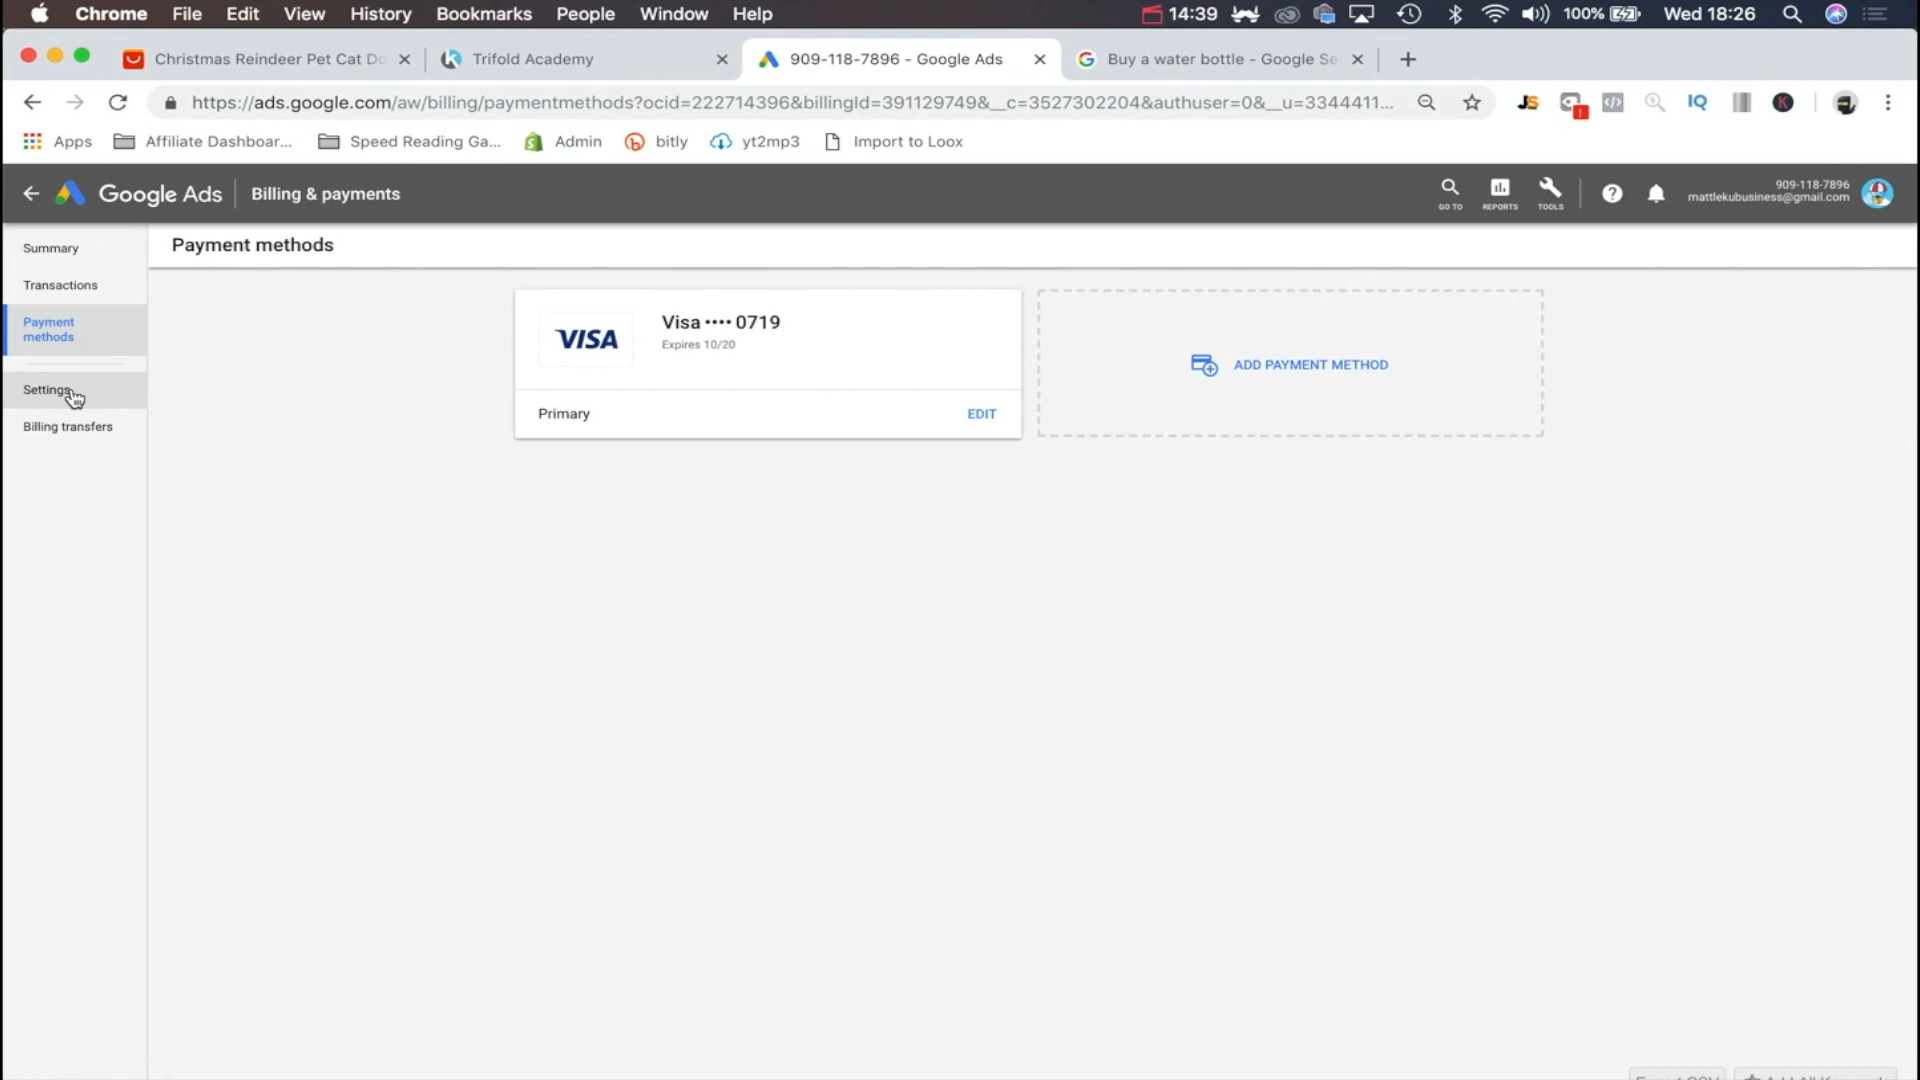 Chrome File Edit View History Bookmarks People Window Help 14:39 100% Wed 18:26
Christmas Reindeer Pet Cat Do Trifold Academy 909-118-7896 - Google Ads Buy a water bottle - Google Se
https://ads.google.com/aw/billing/paymentmethods?ocid=222714396&billingId=391129749&__c=3527302204&authuser=0&__u=3344411... JS IQ K
Apps Affiliate Dashboar... Speed Reading Ga... Admin bitly yt2mp3 Import to Loox
Google Ads Billing & payments
GO TO REPORTS TOOLS
909-118-7896
mattlekubusiness@gmail.com
Summary
Transactions
Payment
methods
Settings
Billing transfers
Payment methods
VISA
Visa •••• 0719
Expires 10/20
Primary EDIT
ADD PAYMENT METHOD